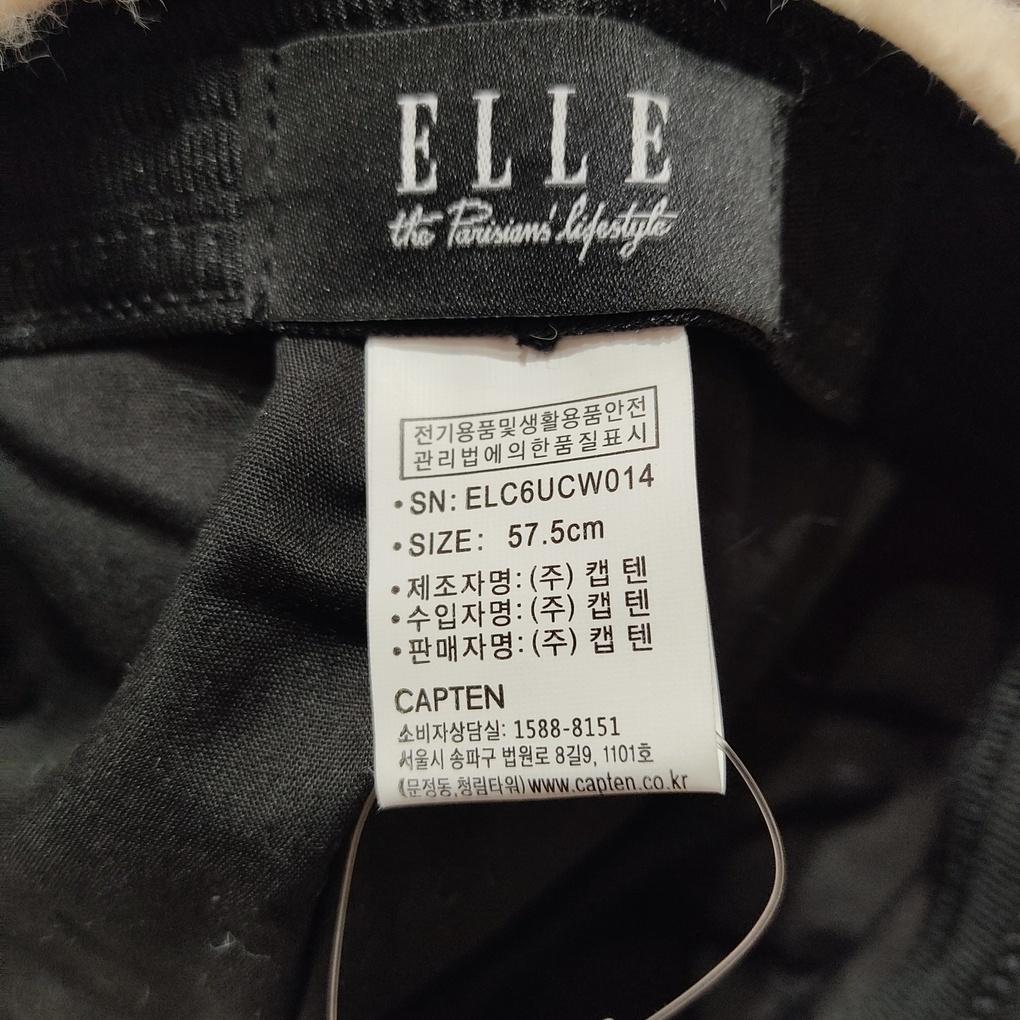 ELLE
the Parisians' lifestyle
전기용품및생활용품안전
관리법에의한품질표시
•SN: ELC6UCW014
•SIZE: 57.5cm
•제조자명: (주) 캡 텐
•수입자명: (주) 캡 텐
•판매자명: (주) 캡 텐
CAPTEN
소비자상담실: 1588-8151
서울시 송파구 법원로 8길9, 1101호
(문정동,청림타워) www.capten.co.kr